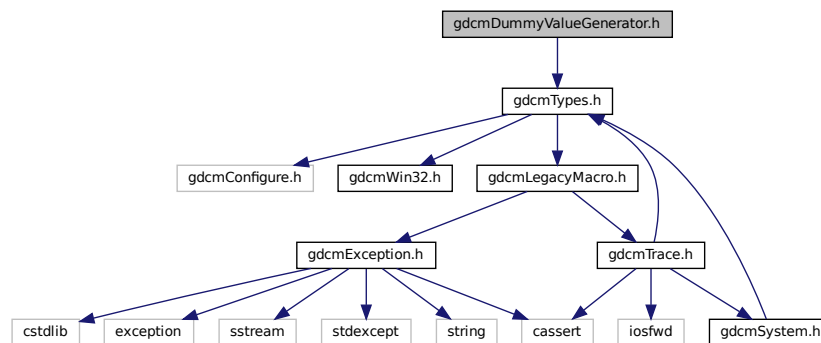 gdcmDummyValueGenerator.h
gdcmTypes.h
gdcmConfigure.h
gdcmWin32.h
gdcmLegacyMacro.h
gdcmException.h
gdcmTrace.h
cstdlib
exception
sstream
stdexcept
string
cassert
iosfwd
gdcmSystem.h